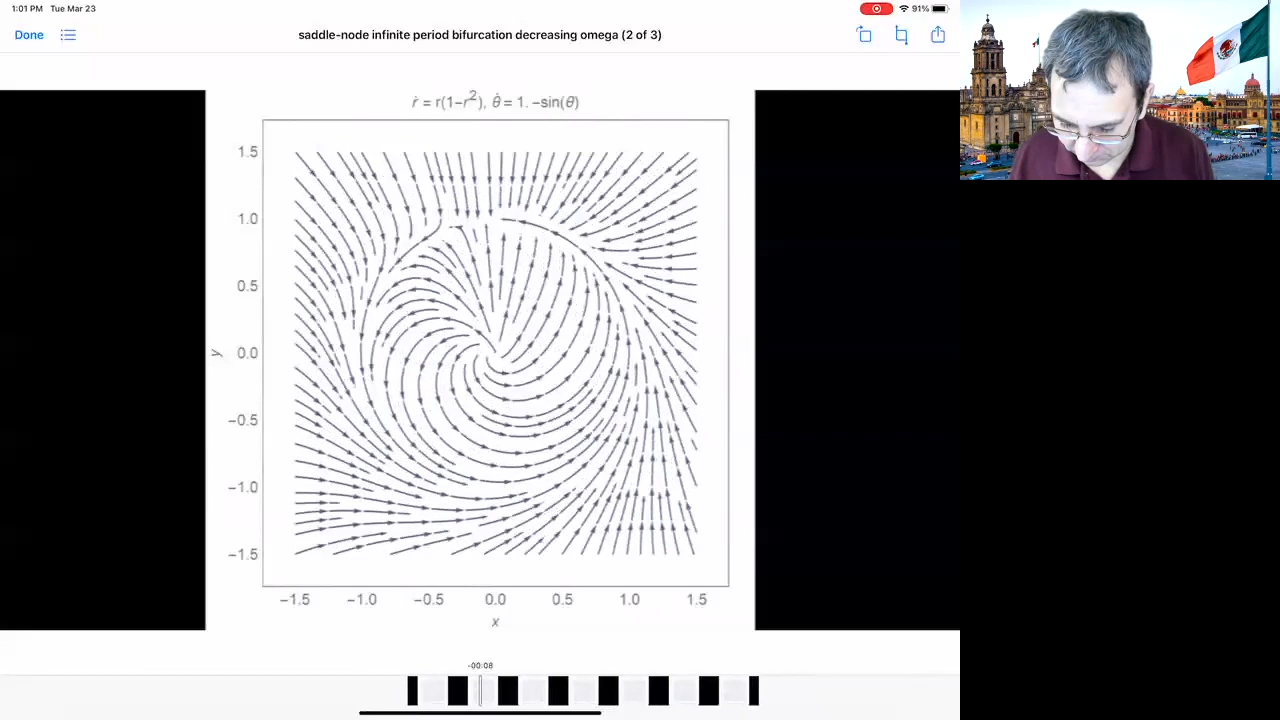 1:01 PM Tue Mar 23
91%
Done
saddle-node infinite period bifurcation decreasing omega (2 of 3)
ṙ = r(1−r²), θ̇ = 1. −sin(θ)
1.5
1.0
0.5
y
0.0
−0.5
−1.0
−1.5
−1.5 −1.0 −0.5 0.0 0.5 1.0 1.5
x
-00:08